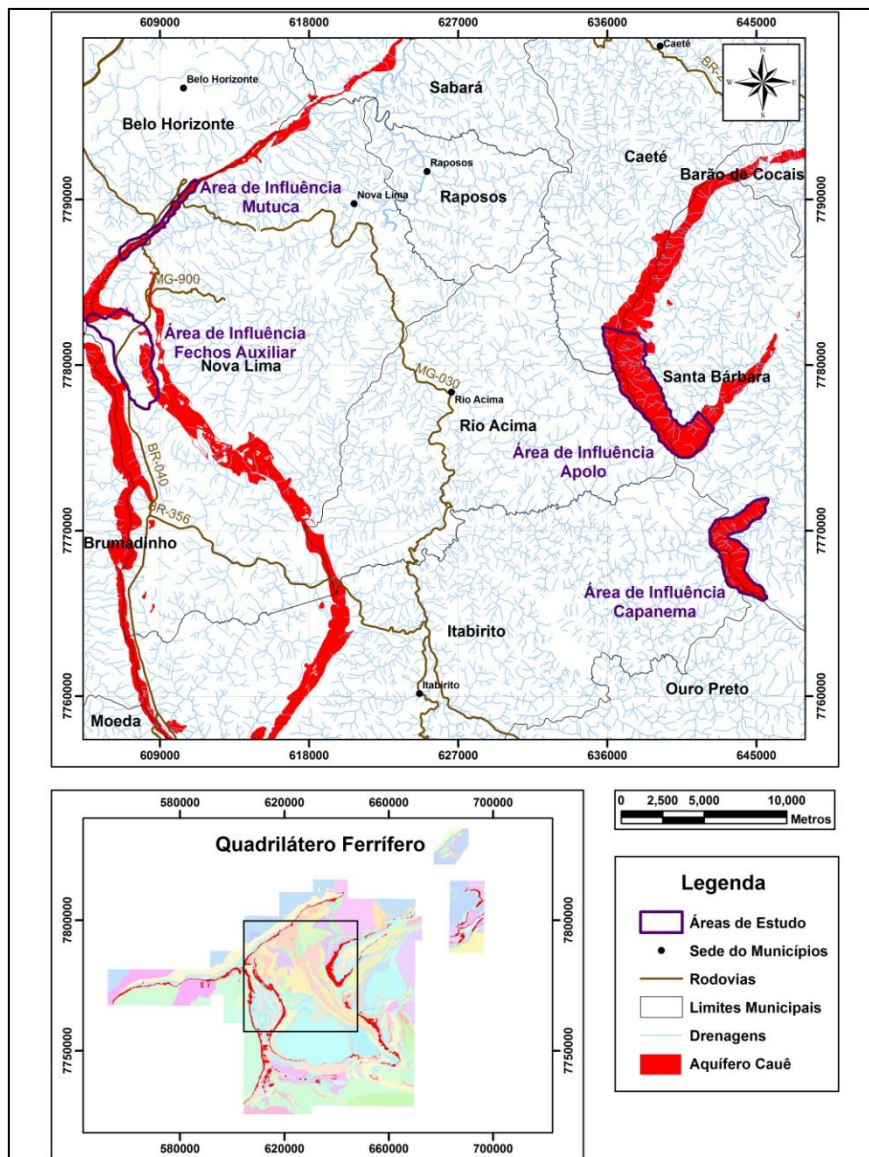 609000 618000 627000 636000 645000
Caeté
BR-2
N
W E
S
Belo Horizonte
Sabará
Belo Horizonte
Caeté
Raposos
Barão de Cocais
Área de Influência
Mutuca
Nova Lima
Raposos
7790000
7790000
MG-900
Área de Influência
Fechos Auxiliar
Nova Lima
7780000
7780000
MG-030
Rio Acima
Santa Bárbara
Rio Acima
Área de Influência
Apolo
BR-040
BR-356
7770000
7770000
Brumadinho
Área de Influência
Capanema
Itabirito
Ouro Preto
Itabirito
7760000
7760000
Moeda
609000 618000 627000 636000 645000
580000 620000 660000 700000
Quadrilátero Ferrífero
7800000
7800000
7750000
7750000
580000 620000 660000 700000
0 2,500 5,000 10,000
Metros
Legenda
Áreas de Estudo
Sede do Municípios
Rodovias
Limites Municipais
Drenagens
Aquífero Cauê